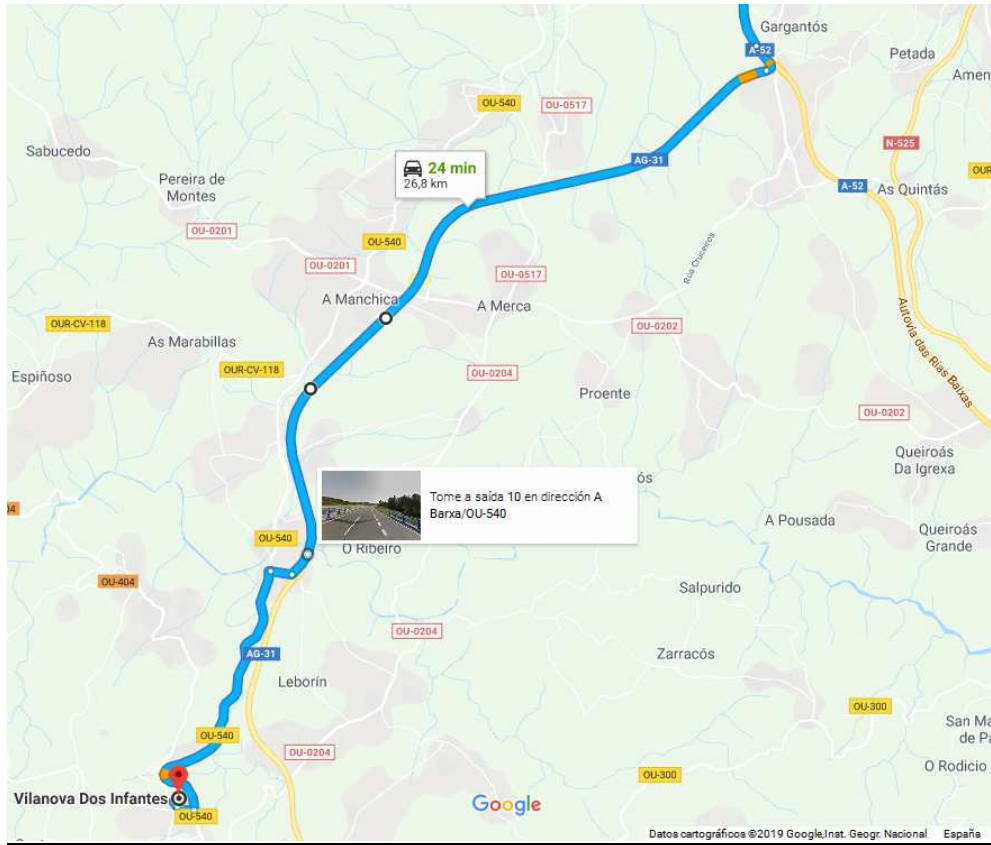 Gargantós
A-52
Petada
Amen
OU-540
OU-0517
N-525
Sabucedo
AG-31
24 min
26,8 km
OUR
Pereira de
Montes
A-52
As Quintás
OU-0201
OU-540
Rúa Cruceiros
OU-0201
OU-0517
A Manchica
A Merca
OUR-CV-118
OU-0202
As Marabillas
Autovia das Rías Baixas
OUR-CV-118
OU-0204
Espiñoso
Proente
OU-0202
Queiroás
Da Igrexa
ós
Tome a saída 10 en dirección A
Barxa/OU-540
04
A Pousada
OU-540
O Ribeiro
Queiroás
Grande
OU-404
Salpurido
OU-0204
AG-31
Zarracós
Leborín
OU-300
San Ma
de Pa
OU-540
OU-0204
O Rodicio
OU-300
Vilanova Dos Infantes
OU-540
Google
Datos cartográficos ©2019 Google,Inst. Geogr. Nacional España